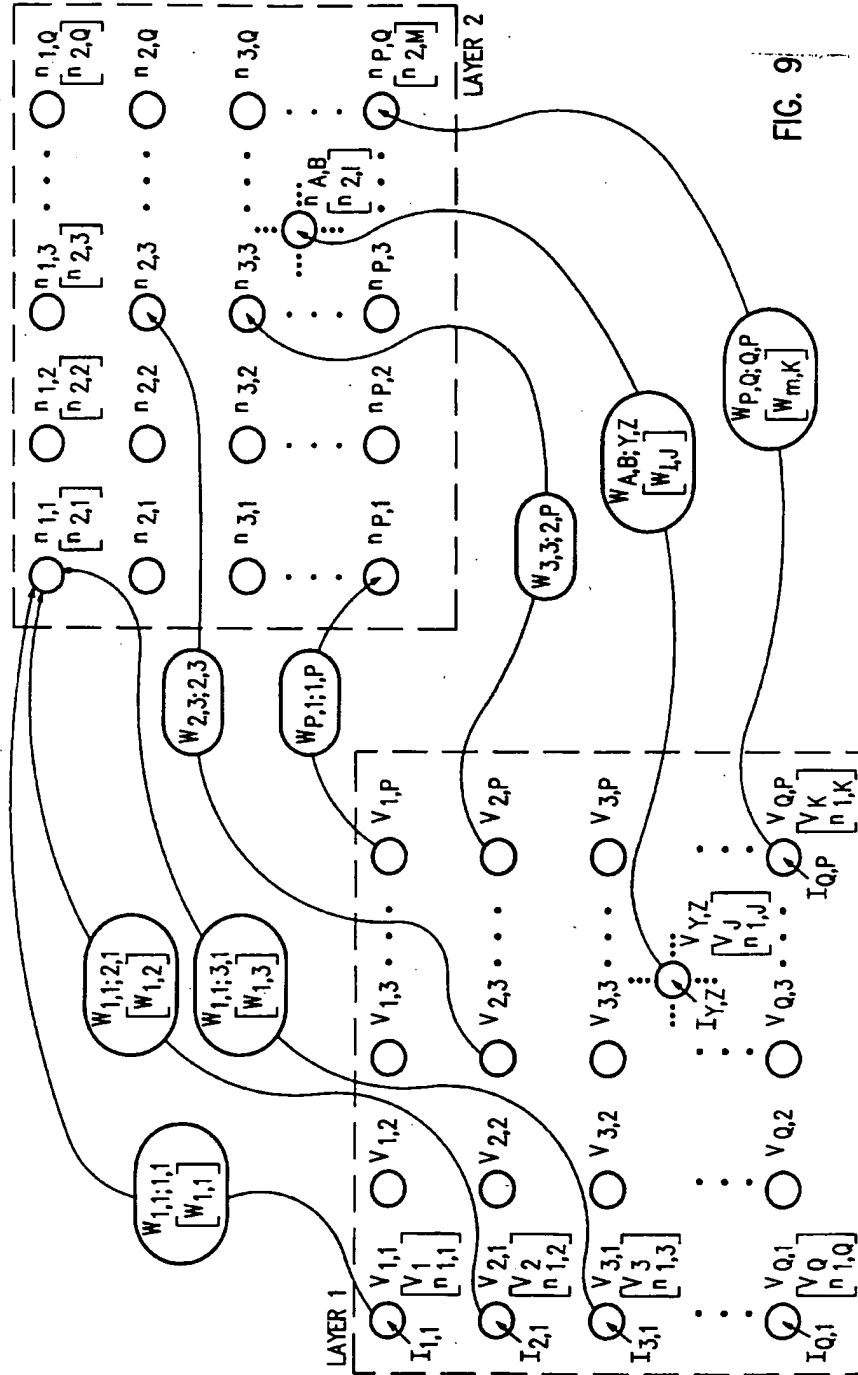 LAYER 1
V1,1
[V1
n1,1]
V1,2
V1,3
V1,P
I1,1
V2,1
[V2
n1,2]
V2,2
V2,3
V2,P
I2,1
V3,1
[V3
n1,3]
V3,2
V3,3
V3,P
I3,1
VY,Z
[VJ
n1,J]
IY,Z
VQ,1
[VQ
n1,Q]
VQ,2
VQ,3
VQ,P
[VK
n1,K]
IQ,1
IQ,P
W1,1;1,1
[W1,1]
W1,1;2,1
[W1,2]
W1,1;3,1
[W1,3]
W2,3;2,3
WP,1;1,P
W3,3;2,P
WA,B;Y,Z
[WI,J]
WP,Q;Q,P
[Wm,K]
n1,1
[n2,1]
n1,2
[n2,2]
n1,3
[n2,3]
n1,Q
[n2,Q]
n2,1
n2,2
n2,3
n2,Q
n3,1
n3,2
n3,3
n3,Q
nA,B
[n2,I]
nP,1
nP,2
nP,3
nP,Q
[n2,M]
LAYER 2
FIG. 9